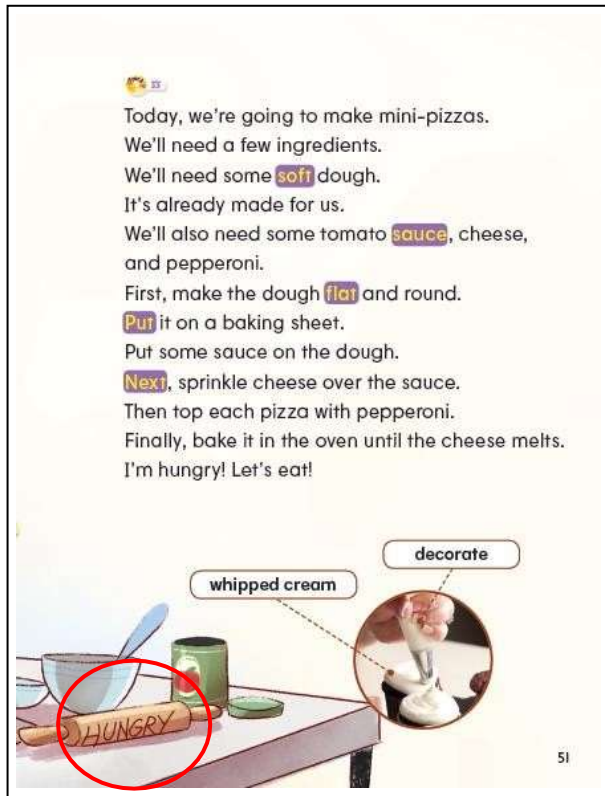 Today, we're going to make mini-pizzas.
We'll need a few ingredients.
We'll need some soft dough.
It's already made for us.
We'll also need some tomato sauce, cheese,
and pepperoni.
First, make the dough flat and round.
Put it on a baking sheet.
Put some sauce on the dough.
Next, sprinkle cheese over the sauce.
Then top each pizza with pepperoni.
Finally, bake it in the oven until the cheese melts.
I'm hungry! Let's eat!
decorate
whipped cream
HUNGRY
51